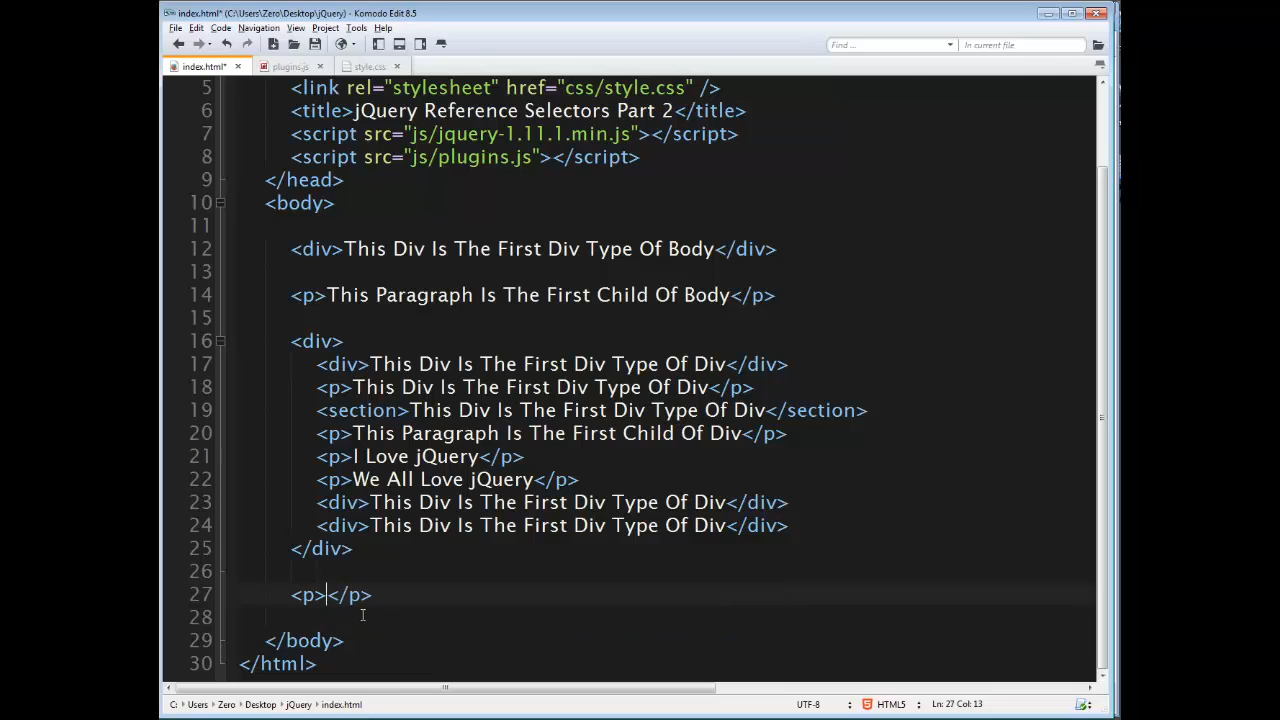 index.html* (C:\Users\Zero\Desktop\jQuery) - Komodo Edit 8.5
File Edit Code Navigation View Project Tools Help
Find ... In current file
index.html* plugins.js style.css
5 <link rel="stylesheet" href="css/style.css" />
6 <title>jQuery Reference Selectors Part 2</title>
7 <script src="js/jquery-1.11.1.min.js"></script>
8 <script src="js/plugins.js"></script>
9 </head>
10 <body>
11
12 <div>This Div Is The First Div Type Of Body</div>
13
14 <p>This Paragraph Is The First Child Of Body</p>
15
16 <div>
17 <div>This Div Is The First Div Type Of Div</div>
18 <p>This Div Is The First Div Type Of Div</p>
19 <section>This Div Is The First Div Type Of Div</section>
20 <p>This Paragraph Is The First Child Of Div</p>
21 <p>I Love jQuery</p>
22 <p>We All Love jQuery</p>
23 <div>This Div Is The First Div Type Of Div</div>
24 <div>This Div Is The First Div Type Of Div</div>
25 </div>
26
27 <p></p>
28
29 </body>
30 </html>
C: Users Zero Desktop jQuery index.html UTF-8 HTML5 Ln: 27 Col: 13